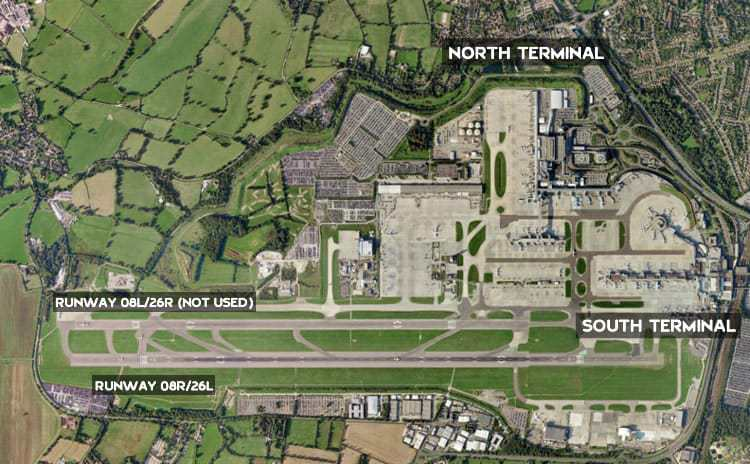 NORTH TERMINAL
RUNWAY 08L/26R (NOT USED)
SOUTH TERMINAL
RUNWAY 08R/26L